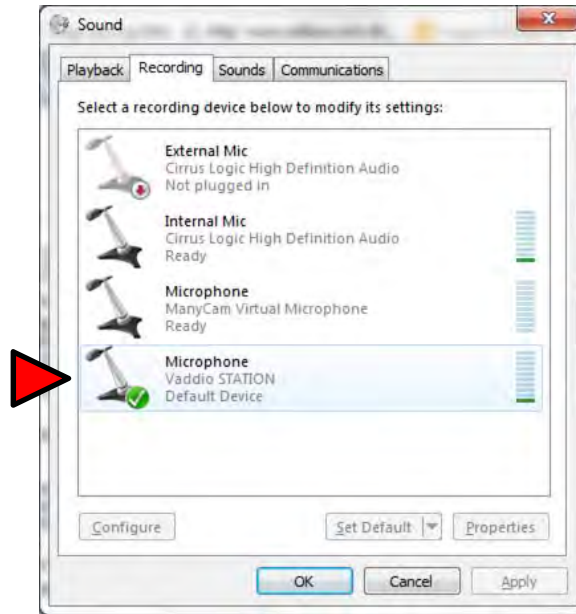 Sound
Playback Recording Sounds Communications
Select a recording device below to modify its settings:
External Mic
Cirrus Logic High Definition Audio
Not plugged in
Internal Mic
Cirrus Logic High Definition Audio
Ready
Microphone
ManyCam Virtual Microphone
Ready
Microphone
Vaddio STATION
Default Device
Configure Set Default Properties
OK Cancel Apply